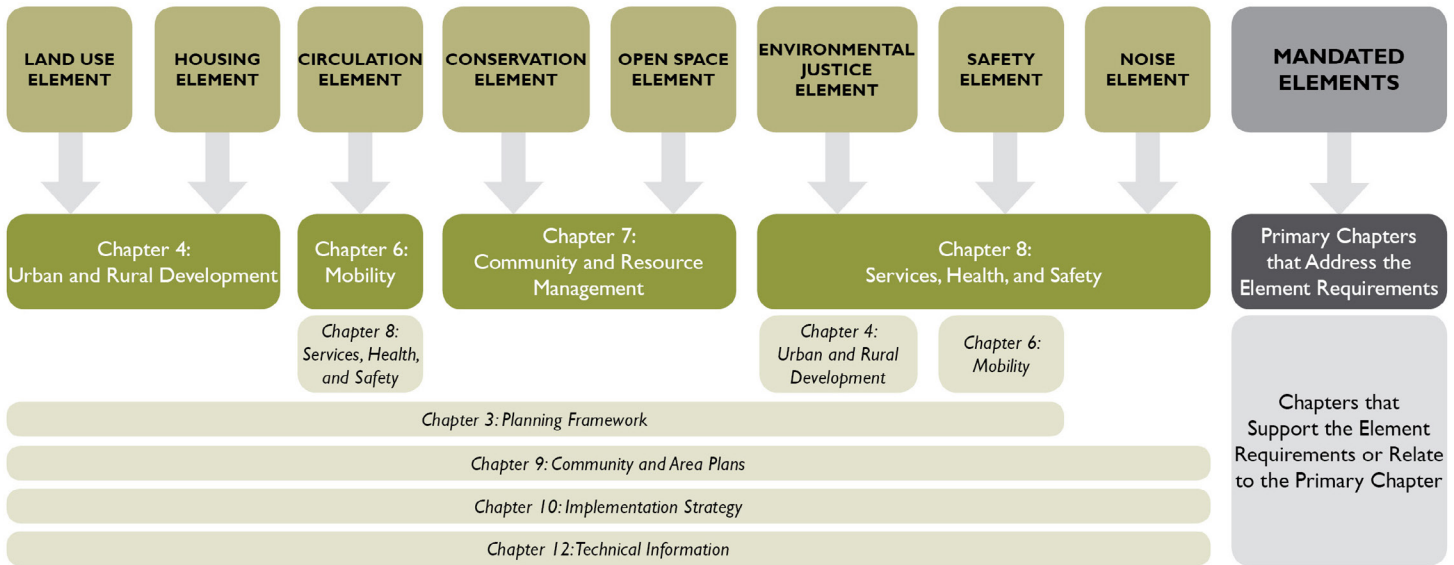 LAND USE
ELEMENT
HOUSING
ELEMENT
CIRCULATION
ELEMENT
CONSERVATION
ELEMENT
OPEN SPACE
ELEMENT
ENVIRONMENTAL
JUSTICE
ELEMENT
SAFETY
ELEMENT
NOISE
ELEMENT
MANDATED
ELEMENTS
Chapter 4:
Urban and Rural Development
Chapter 6:
Mobility
Chapter 7:
Community and Resource
Management
Chapter 8:
Services, Health, and Safety
Primary Chapters
that Address the
Element Requirements
Chapter 8:
Services, Health,
and Safety
Chapter 4:
Urban and Rural
Development
Chapter 6:
Mobility
Chapter 3: Planning Framework
Chapter 9: Community and Area Plans
Chapter 10: Implementation Strategy
Chapter 12: Technical Information
Chapters that
Support the Element
Requirements or Relate
to the Primary Chapter